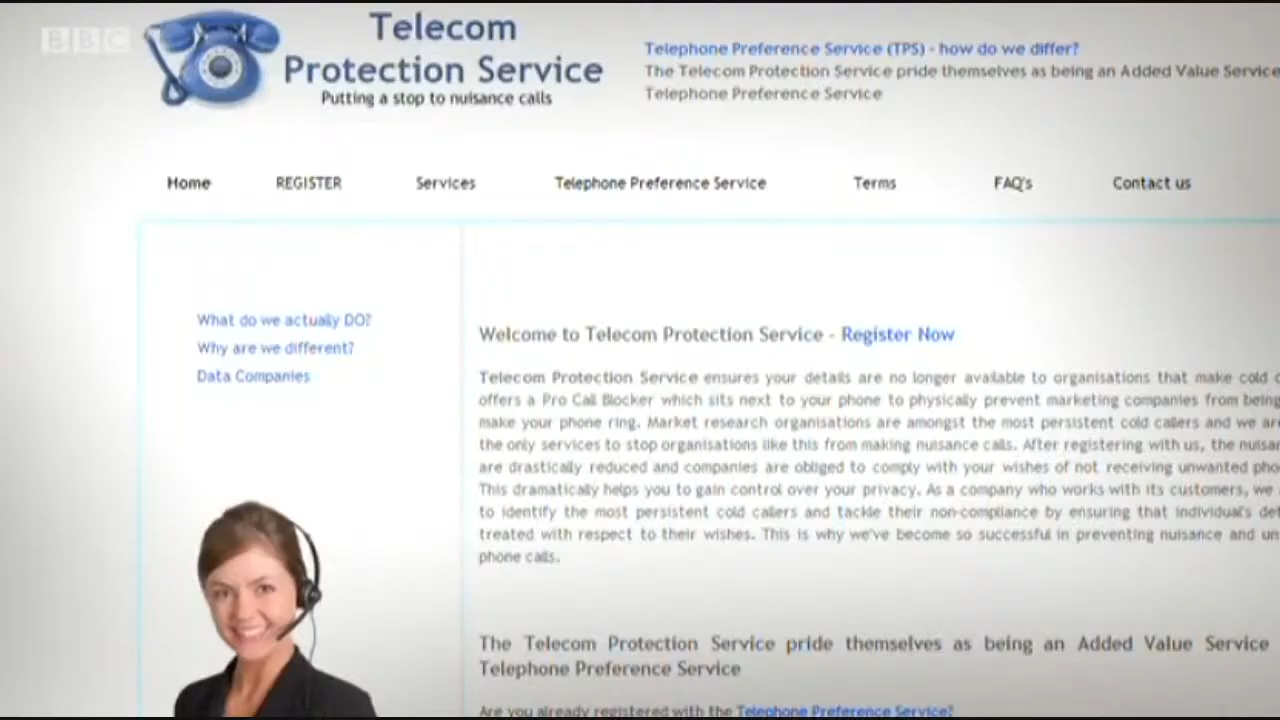 BBC
Telecom
Protection Service
Putting a stop to nuisance calls
Telephone Preference Service (TPS) - how do we differ?
The Telecom Protection Service pride themselves as being an Added Value Service
Telephone Preference Service
Home REGISTER Services Telephone Preference Service Terms FAQ's Contact us
What do we actually DO?
Why are we different?
Data Companies
Welcome to Telecom Protection Service - Register Now
Telecom Protection Service ensures your details are no longer available to organisations that make cold
offers a Pro Call Blocker which sits next to your phone to physically prevent marketing companies from being
make your phone ring. Market research organisations are amongst the most persistent cold callers and we
the only services to stop organisations like this from making nuisance calls. After registering with us, the
are drastically reduced and companies are obliged to comply with your wishes of not receiving unwanted
This dramatically helps you to gain control over your privacy. As a company who works with its customers, we
to identify the most persistent cold callers and tackle their non-compliance by ensuring that individual's
treated with respect to their wishes. This is why we've become so successful in preventing nuisance and
phone calls.
The Telecom Protection Service pride themselves as being an Added Value Service
Telephone Preference Service
Are you already registered with the Telephone Preference Service?